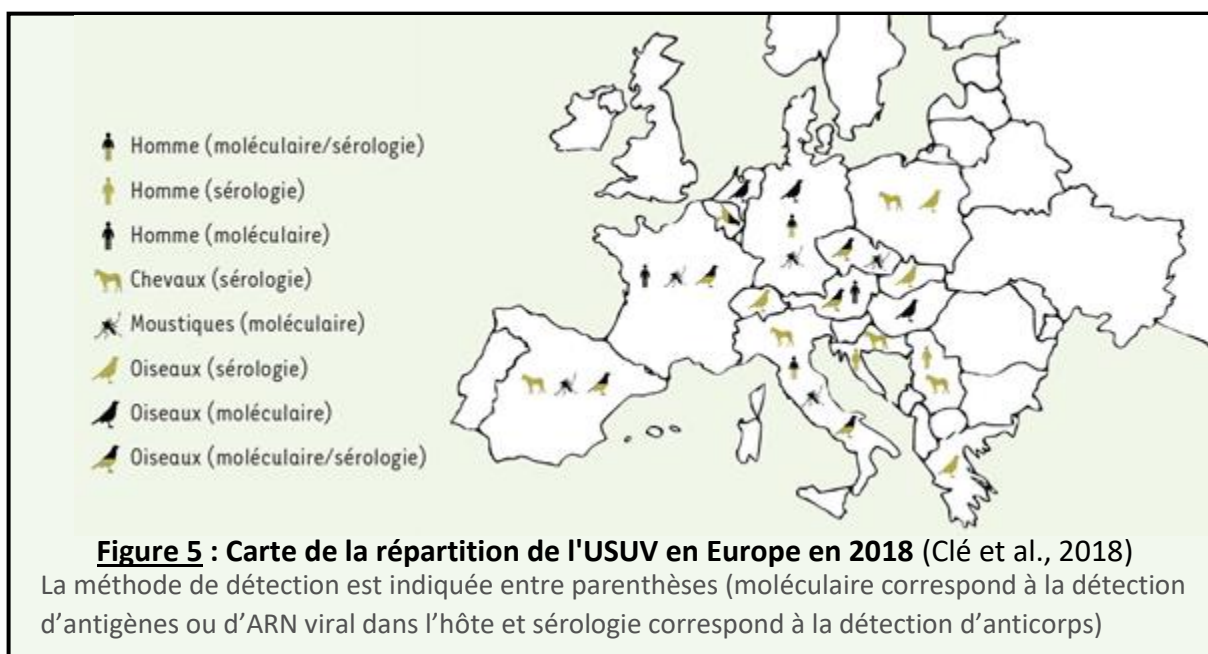 Homme (moléculaire/sérologie)
Homme (sérologie)
Homme (moléculaire)
Chevaux (sérologie)
Moustiques (moléculaire)
Oiseaux (sérologie)
Oiseaux (moléculaire)
Oiseaux (moléculaire/sérologie)
Figure 5 : Carte de la répartition de l'USUV en Europe en 2018 (Clé et al., 2018)
La méthode de détection est indiquée entre parenthèses (moléculaire correspond à la détection
d’antigènes ou d’ARN viral dans l’hôte et sérologie correspond à la détection d’anticorps)